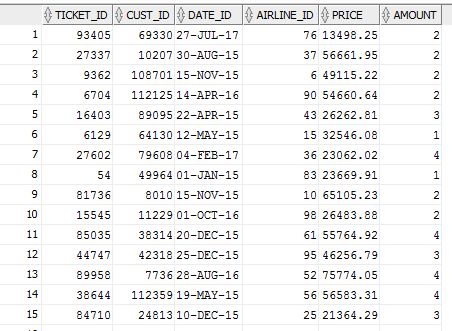 TICKET_ID CUST_ID DATE_ID AIRLINE_ID PRICE AMOUNT
1 93405 69330 27-JUL-17 76 13498.25 2
2 27337 10207 30-AUG-15 37 56661.95 2
3 9362 108701 15-NOV-15 6 49115.22 2
4 6704 112125 14-APR-16 90 54660.64 2
5 16403 89095 22-APR-15 43 26262.81 3
6 6129 64130 12-MAY-15 15 32546.08 1
7 27602 79608 04-FEB-17 36 23062.02 4
8 54 49964 01-JAN-15 83 23669.91 1
9 81736 8010 15-NOV-15 10 65105.23 2
10 15545 11229 01-OCT-16 98 26483.88 2
11 85035 38314 20-DEC-15 61 55764.92 4
12 44747 42318 25-DEC-15 95 46256.79 3
13 89958 7736 28-AUG-16 52 75774.05 4
14 38644 112359 19-MAY-15 56 56583.31 4
15 84710 24813 10-DEC-15 25 21364.29 3